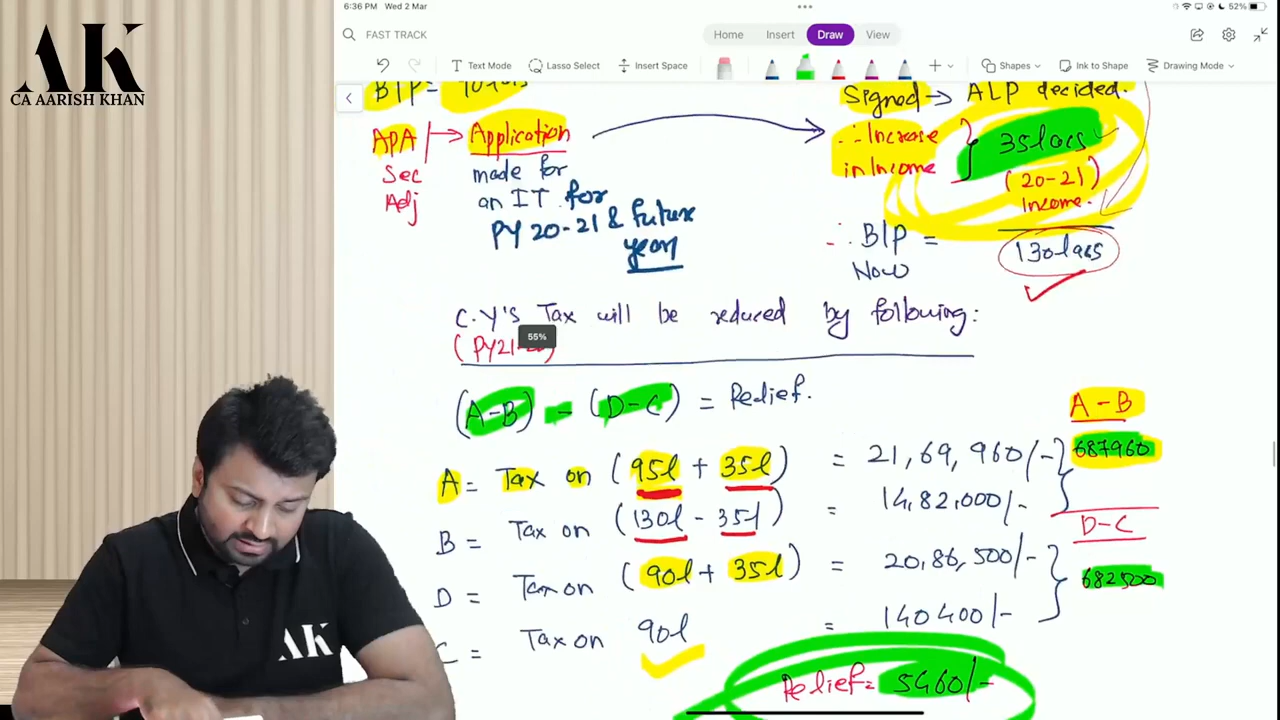 6:36 PM Wed 2 Mar
52%
AK
CA AARISH KHAN
FAST TRACK
Home Insert Draw View
Text Mode Lasso Select Insert Space Shapes Ink to Shape Drawing Mode
B|P =
Signed → ALP decided.
APA → Application
Sec
Adj
made for
an IT for
PY 20-21 & future
year
∴ Increase
in Income
35 lacs
(20-21)
Income.
∴ B|P =
Now
130 lacs
C.Y's Tax will be reduced by following:
55%
(A-B) - (D-C) = Relief.
A-B
A = Tax on (95l + 35l) = 21,69,960/-
687960
B = Tax on (130l - 35l) = 14,82,000/-
D-C
D = Tax on (90l + 35l) = 20,86,500/-
682500
C = Tax on 90l = 140400/-
Relief = 5460/-
AK